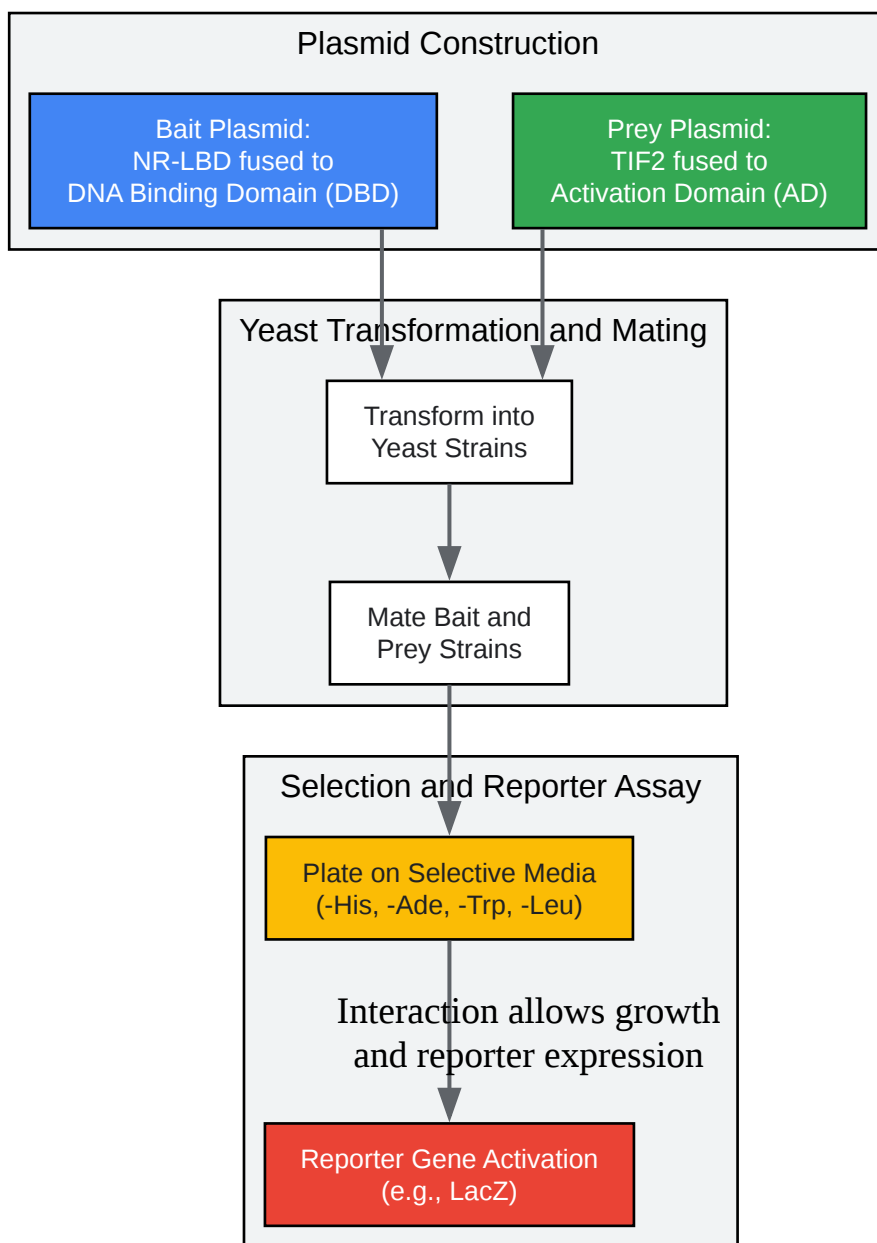 Plasmid Construction
Bait Plasmid:
NR-LBD fused to
DNA Binding Domain (DBD)
Prey Plasmid:
TIF2 fused to
Activation Domain (AD)
Yeast Transformation and Mating
Transform into
Yeast Strains
Mate Bait and
Prey Strains
Selection and Reporter Assay
Plate on Selective Media
(-His, -Ade, -Trp, -Leu)
Interaction allows growth
and reporter expression
Reporter Gene Activation
(e.g., LacZ)